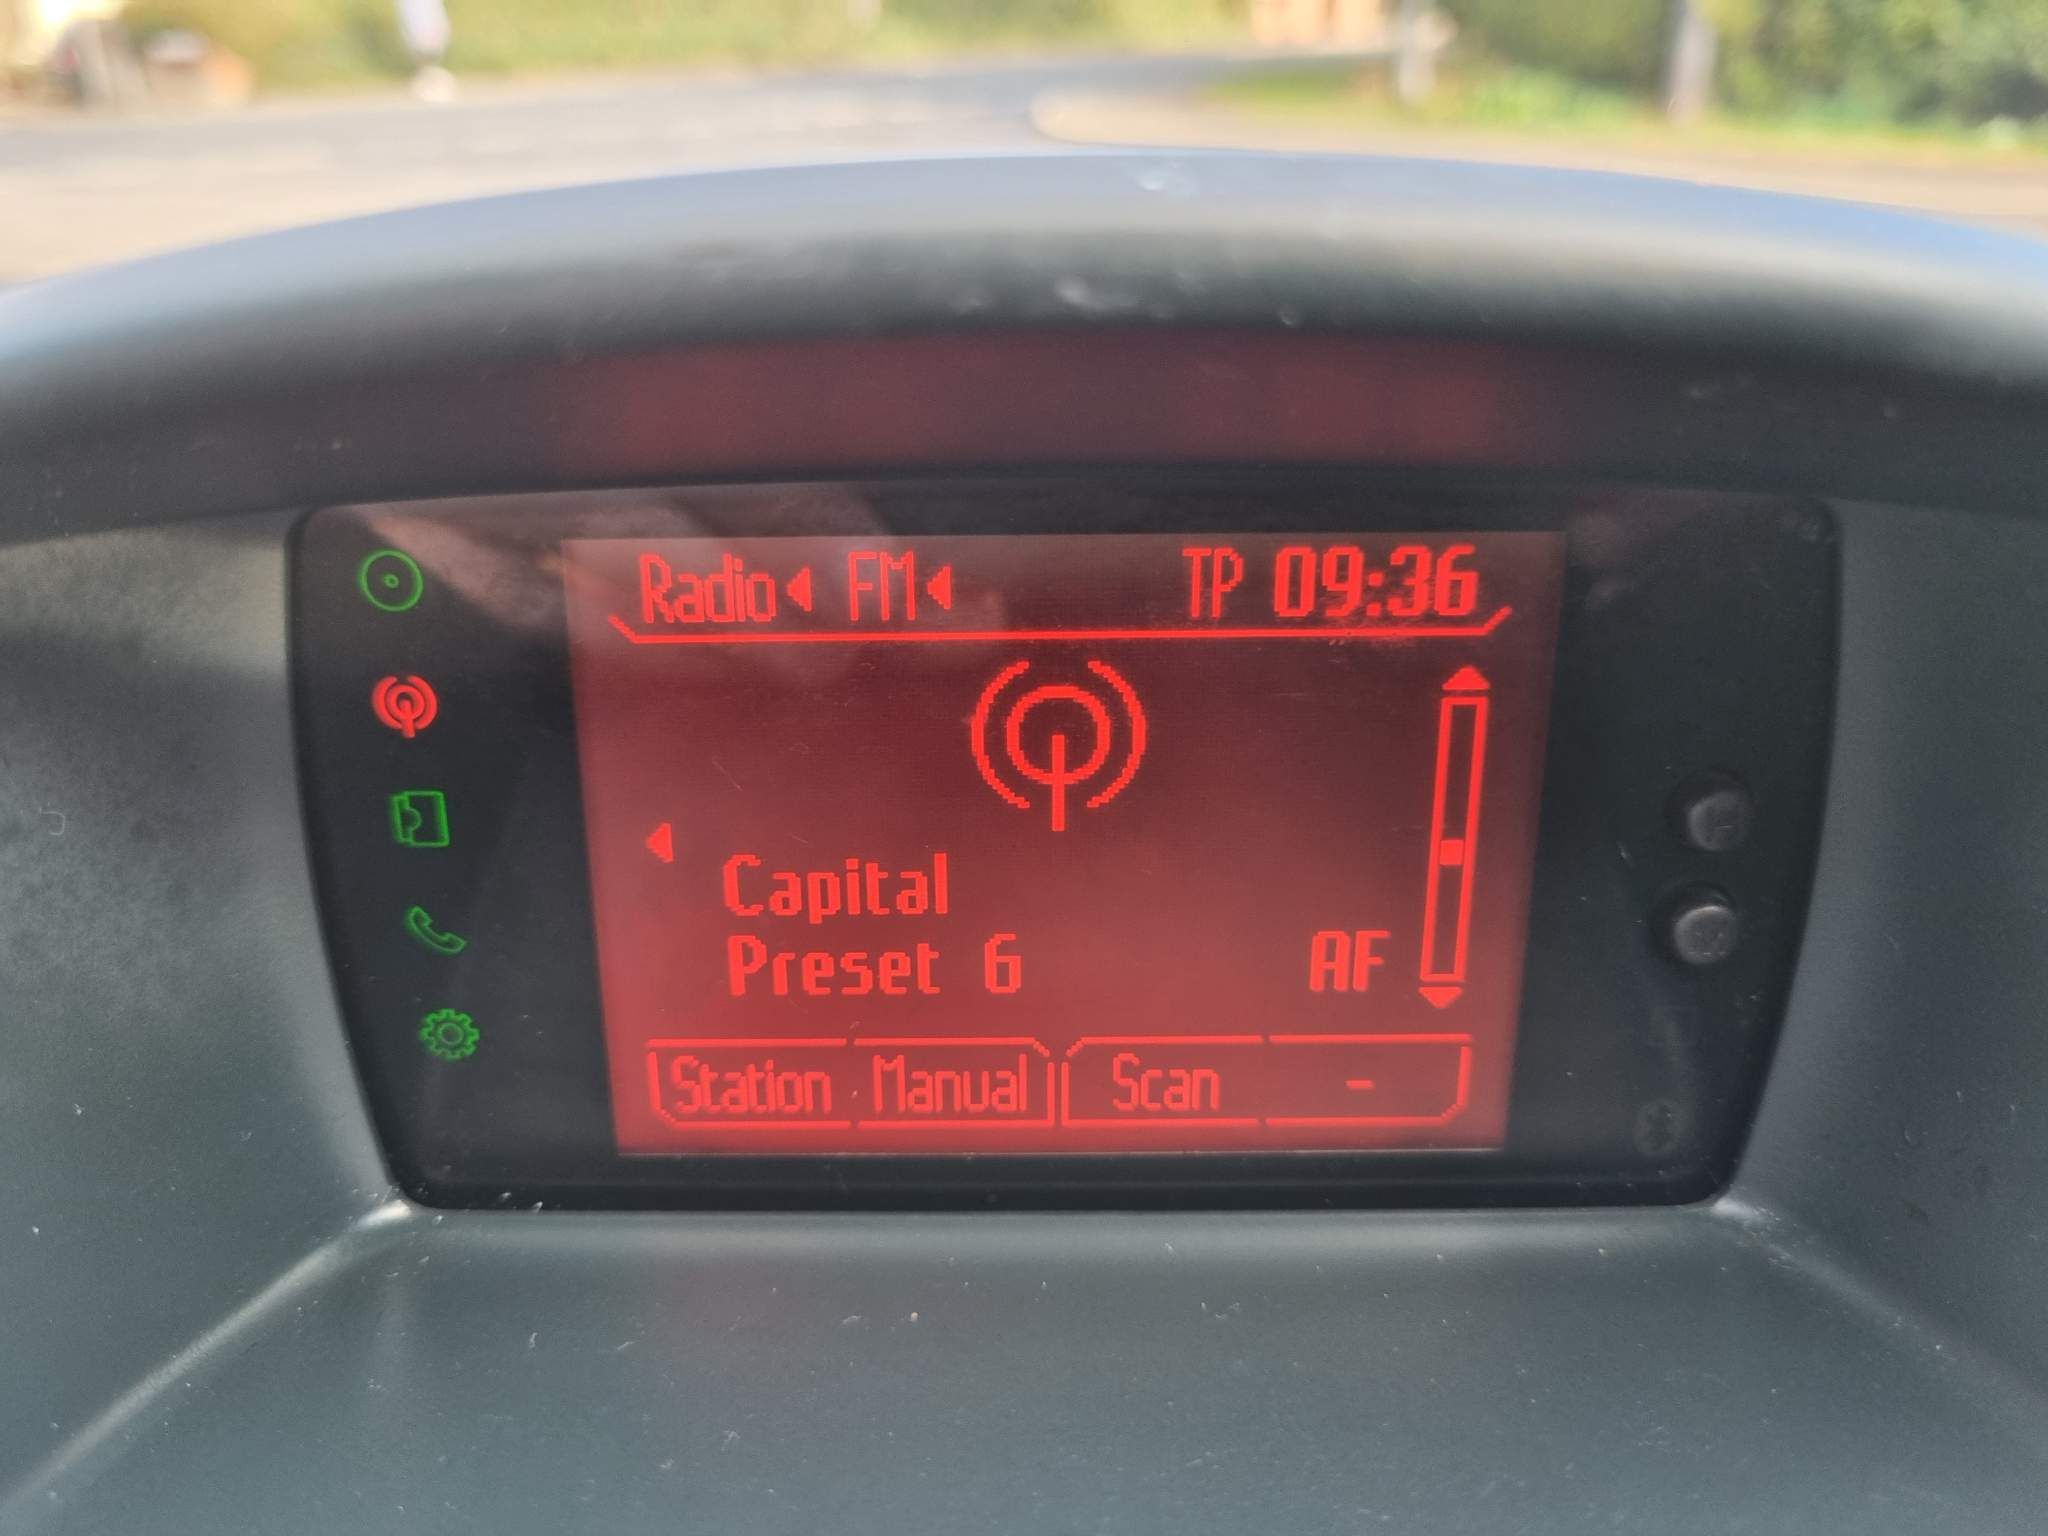 Radio FM TP 09:36
Capital
Preset 6 AF
Station Manual Scan -